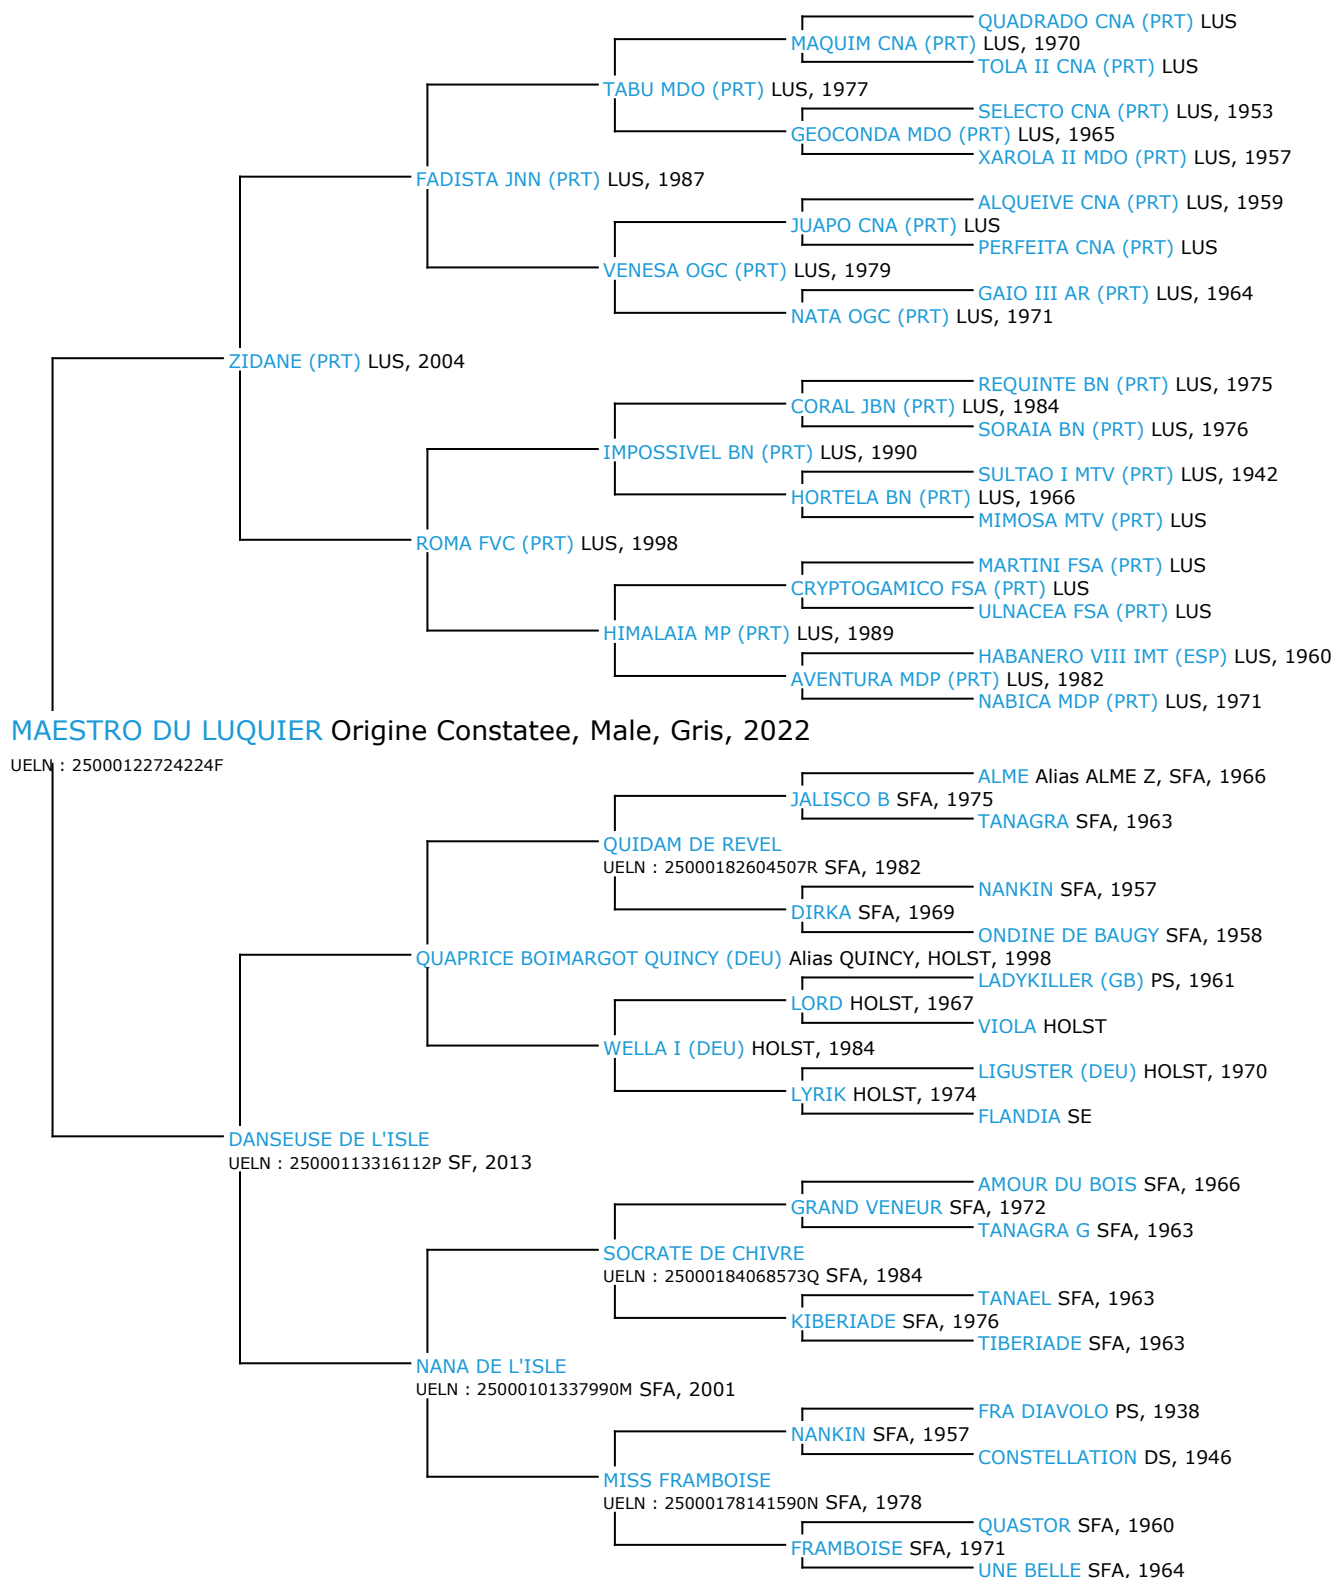 QUADRADO CNA (PRT) LUS
MAQUIM CNA (PRT) LUS, 1970
TOLA II CNA (PRT) LUS
TABU MDO (PRT) LUS, 1977
SELECTO CNA (PRT) LUS, 1953
GEOCONDA MDO (PRT) LUS, 1965
XAROLA II MDO (PRT) LUS, 1957
FADISTA JNN (PRT) LUS, 1987
ALQUEIVE CNA (PRT) LUS, 1959
JUAPO CNA (PRT) LUS
PERFEITA CNA (PRT) LUS
VENESA OGC (PRT) LUS, 1979
GAIO III AR (PRT) LUS, 1964
NATA OGC (PRT) LUS, 1971
ZIDANE (PRT) LUS, 2004
REQUINTE BN (PRT) LUS, 1975
CORAL JBN (PRT) LUS, 1984
SORAIA BN (PRT) LUS, 1976
IMPOSSIVEL BN (PRT) LUS, 1990
SULTAO I MTV (PRT) LUS, 1942
HORTELA BN (PRT) LUS, 1966
MIMOSA MTV (PRT) LUS
ROMA FVC (PRT) LUS, 1998
MARTINI FSA (PRT) LUS
CRYPTOGAMICO FSA (PRT) LUS
ULNACEA FSA (PRT) LUS
HIMALAIA MP (PRT) LUS, 1989
HABANERO VIII IMT (ESP) LUS, 1960
AVENTURA MDP (PRT) LUS, 1982
NABICA MDP (PRT) LUS, 1971
MAESTRO DU LUQUIER Origine Constatee, Male, Gris, 2022
UELN : 25000122724224F
ALME Alias ALME Z, SFA, 1966
JALISCO B SFA, 1975
TANAGRA SFA, 1963
QUIDAM DE REVEL
UELN : 25000182604507R SFA, 1982
NANKIN SFA, 1957
DIRKA SFA, 1969
ONDINE DE BAUGY SFA, 1958
QUAPRICE BOIMARGOT QUINCY (DEU) Alias QUINCY, HOLST, 1998
LADYKILLER (GB) PS, 1961
LORD HOLST, 1967
VIOLA HOLST
WELLA I (DEU) HOLST, 1984
LIGUSTER (DEU) HOLST, 1970
LYRIK HOLST, 1974
FLANDIA SE
DANSEUSE DE L'ISLE
UELN : 25000113316112P SF, 2013
AMOUR DU BOIS SFA, 1966
GRAND VENEUR SFA, 1972
TANAGRA G SFA, 1963
SOCRATE DE CHIVRE
UELN : 25000184068573Q SFA, 1984
TANAEL SFA, 1963
KIBERIADE SFA, 1976
TIBERIADE SFA, 1963
NANA DE L'ISLE
UELN : 25000101337990M SFA, 2001
FRA DIAVOLO PS, 1938
NANKIN SFA, 1957
CONSTELLATION DS, 1946
MISS FRAMBOISE
UELN : 25000178141590N SFA, 1978
QUASTOR SFA, 1960
FRAMBOISE SFA, 1971
UNE BELLE SFA, 1964